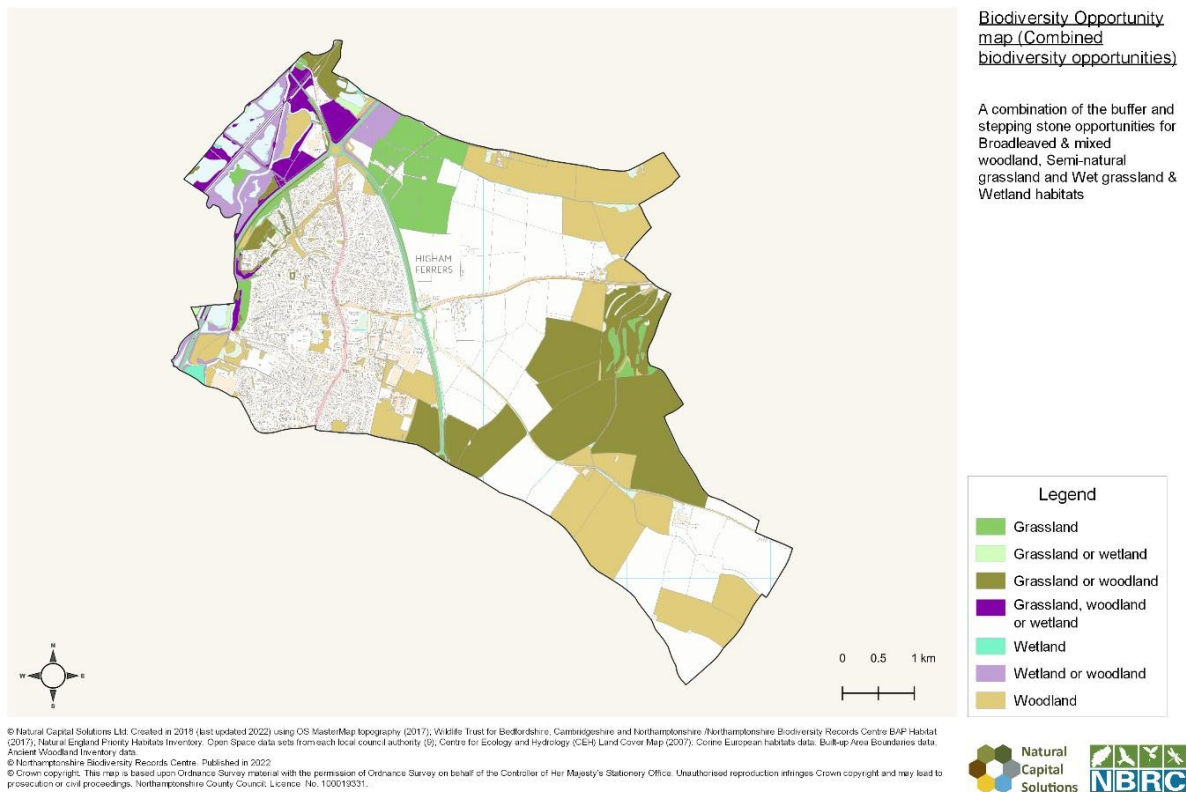 Biodiversity Opportunity
map (Combined
biodiversity opportunities)
A combination of the buffer and
stepping stone opportunities for
Broadleaved & mixed
woodland, Semi-natural
grassland and Wet grassland &
Wetland habitats
HIGHAM
FERRERS
Legend
Grassland
Grassland or wetland
Grassland or woodland
Grassland, woodland
or wetland
Wetland
Wetland or woodland
Woodland
N
W E
S
0 0.5 1 km
© Natural Capital Solutions Ltd. Created in 2018 (last updated 2022) using OS MasterMap topography (2017); Wildlife Trust for Bedfordshire, Cambridgeshire and Northamptonshire /Northamptonshire Biodiversity Records Centre BAP Habitat
(2017); Natural England Priority Habitats Inventory; Open Space data sets from each local council authority (9); Centre for Ecology and Hydrology (CEH) Land Cover Map (2007); Corine European habitats data; Built-up Area Boundaries data,
Ancient Woodland Inventory data.
© Northamptonshire Biodiversity Records Centre. Published in 2022
© Crown copyright. This map is based upon Ordnance Survey material with the permission of Ordnance Survey on behalf of the Controller of Her Majesty's Stationery Office. Unauthorised reproduction infringes Crown copyright and may lead to
prosecution or civil proceedings. Northamptonshire County Council: Licence No. 100019331.
Natural
Capital
Solutions
NBRC